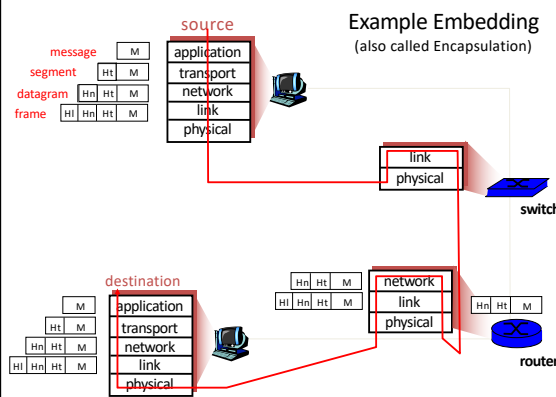 Example Embedding
(also called Encapsulation)
source
message M
segment Ht M
datagram Hn Ht M
frame Hl Hn Ht M
application
transport
network
link
physical
link
physical
switch
destination
M
Ht M
Hn Ht M
Hl Hn Ht M
application
transport
network
link
physical
Hn Ht M
Hl Hn Ht M
network
link
physical
Hn Ht M
router